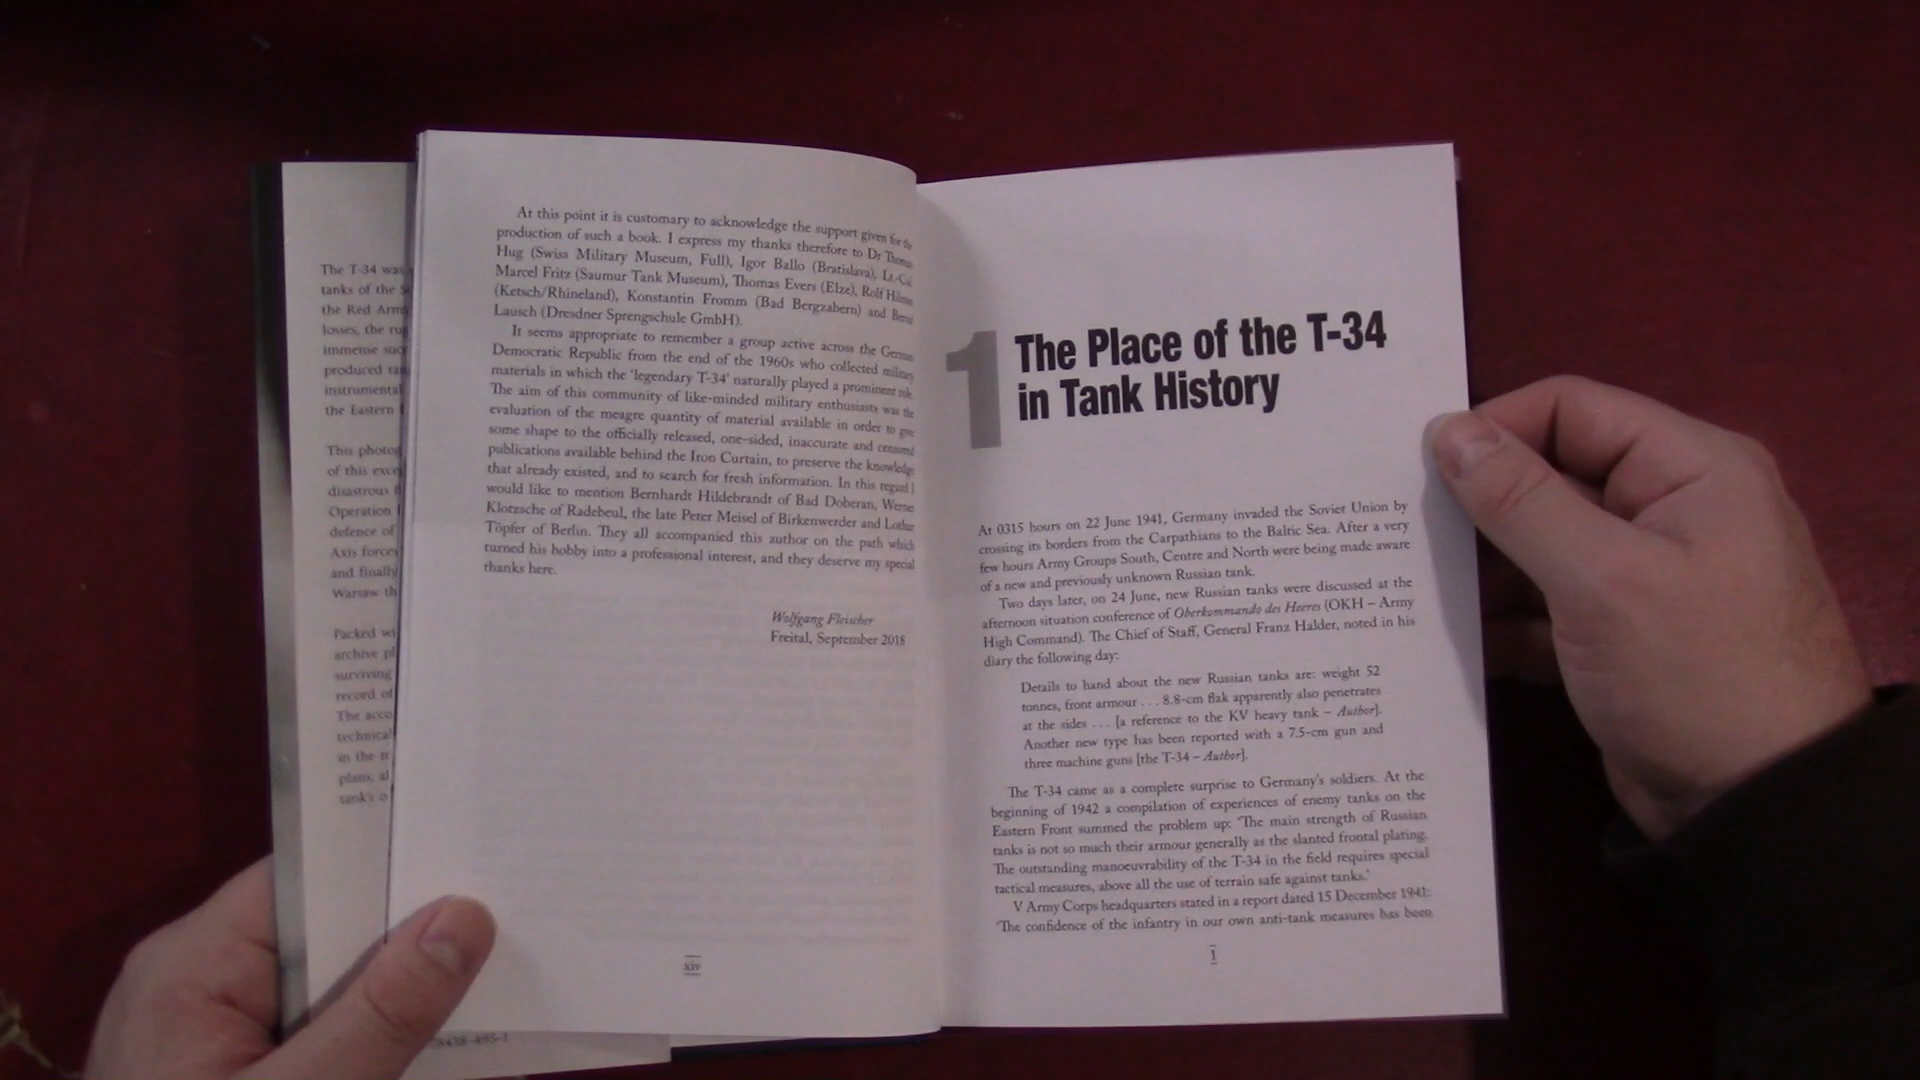 The T-34 was
tanks of the
the Red Army
losses, the
immense suc
produced tan
instrumental
the Eastern
This photog
of this exce
disastrous
Operation
defence of
Axis forces
and finally
Warsaw th
Packed wi
archive pl
surviving
record of
The acco
technical
in the tr
plans, al
tank's o
78438-495-1
At this point it is customary to acknowledge the support given for the
production of such a book. I express my thanks therefore to Dr Thomas
Hug (Swiss Military Museum, Full), Igor Ballo (Bratislava), Lt.-Col.
Marcel Fritz (Saumur Tank Museum), Thomas Evers (Elze), Rolf
(Ketsch/Rhineland), Konstantin Fromm (Bad Bergzabern) and Bernd
Lausch (Dresdner Sprengschule GmbH).
It seems appropriate to remember a group active across the German
Democratic Republic from the end of the 1960s who collected military
materials in which the 'legendary T-34' naturally played a prominent role.
The aim of this community of like-minded military enthusiasts was the
evaluation of the meagre quantity of material available in order to give
some shape to the officially released, one-sided, inaccurate and censored
publications available behind the Iron Curtain, to preserve the knowledge
that already existed, and to search for fresh information. In this regard I
would like to mention Bernhardt Hildebrandt of Bad Doberan, Werner
Klotzsche of Radebeul, the late Peter Meisel of Birkenwerder and Lothar
Töpfer of Berlin. They all accompanied this author on the path which
turned his hobby into a professional interest, and they deserve my special
thanks here.
Wolfgang Fleischer
Freital, September 2018
xiv
1
The Place of the T-34
in Tank History
At 0315 hours on 22 June 1941, Germany invaded the Soviet Union by
crossing its borders from the Carpathians to the Baltic Sea. After a very
few hours Army Groups South, Centre and North were being made aware
of a new and previously unknown Russian tank.
Two days later, on 24 June, new Russian tanks were discussed at the
afternoon situation conference of Oberkommando des Heeres (OKH – Army
High Command). The Chief of Staff, General Franz Halder, noted in his
diary the following day:
Details to hand about the new Russian tanks are: weight 52
tonnes, front armour . . . 8.8-cm flak apparently also penetrates
at the sides . . . [a reference to the KV heavy tank – Author].
Another new type has been reported with a 7.5-cm gun and
three machine guns [the T-34 – Author].
The T-34 came as a complete surprise to Germany's soldiers. At the
beginning of 1942 a compilation of experiences of enemy tanks on the
Eastern Front summed the problem up: 'The main strength of Russian
tanks is not so much their armour generally as the slanted frontal plating.
The outstanding manoeuvrability of the T-34 in the field requires special
tactical measures, above all the use of terrain safe against tanks.'
V Army Corps headquarters stated in a report dated 15 December 1941:
'The confidence of the infantry in our own anti-tank measures has been
1